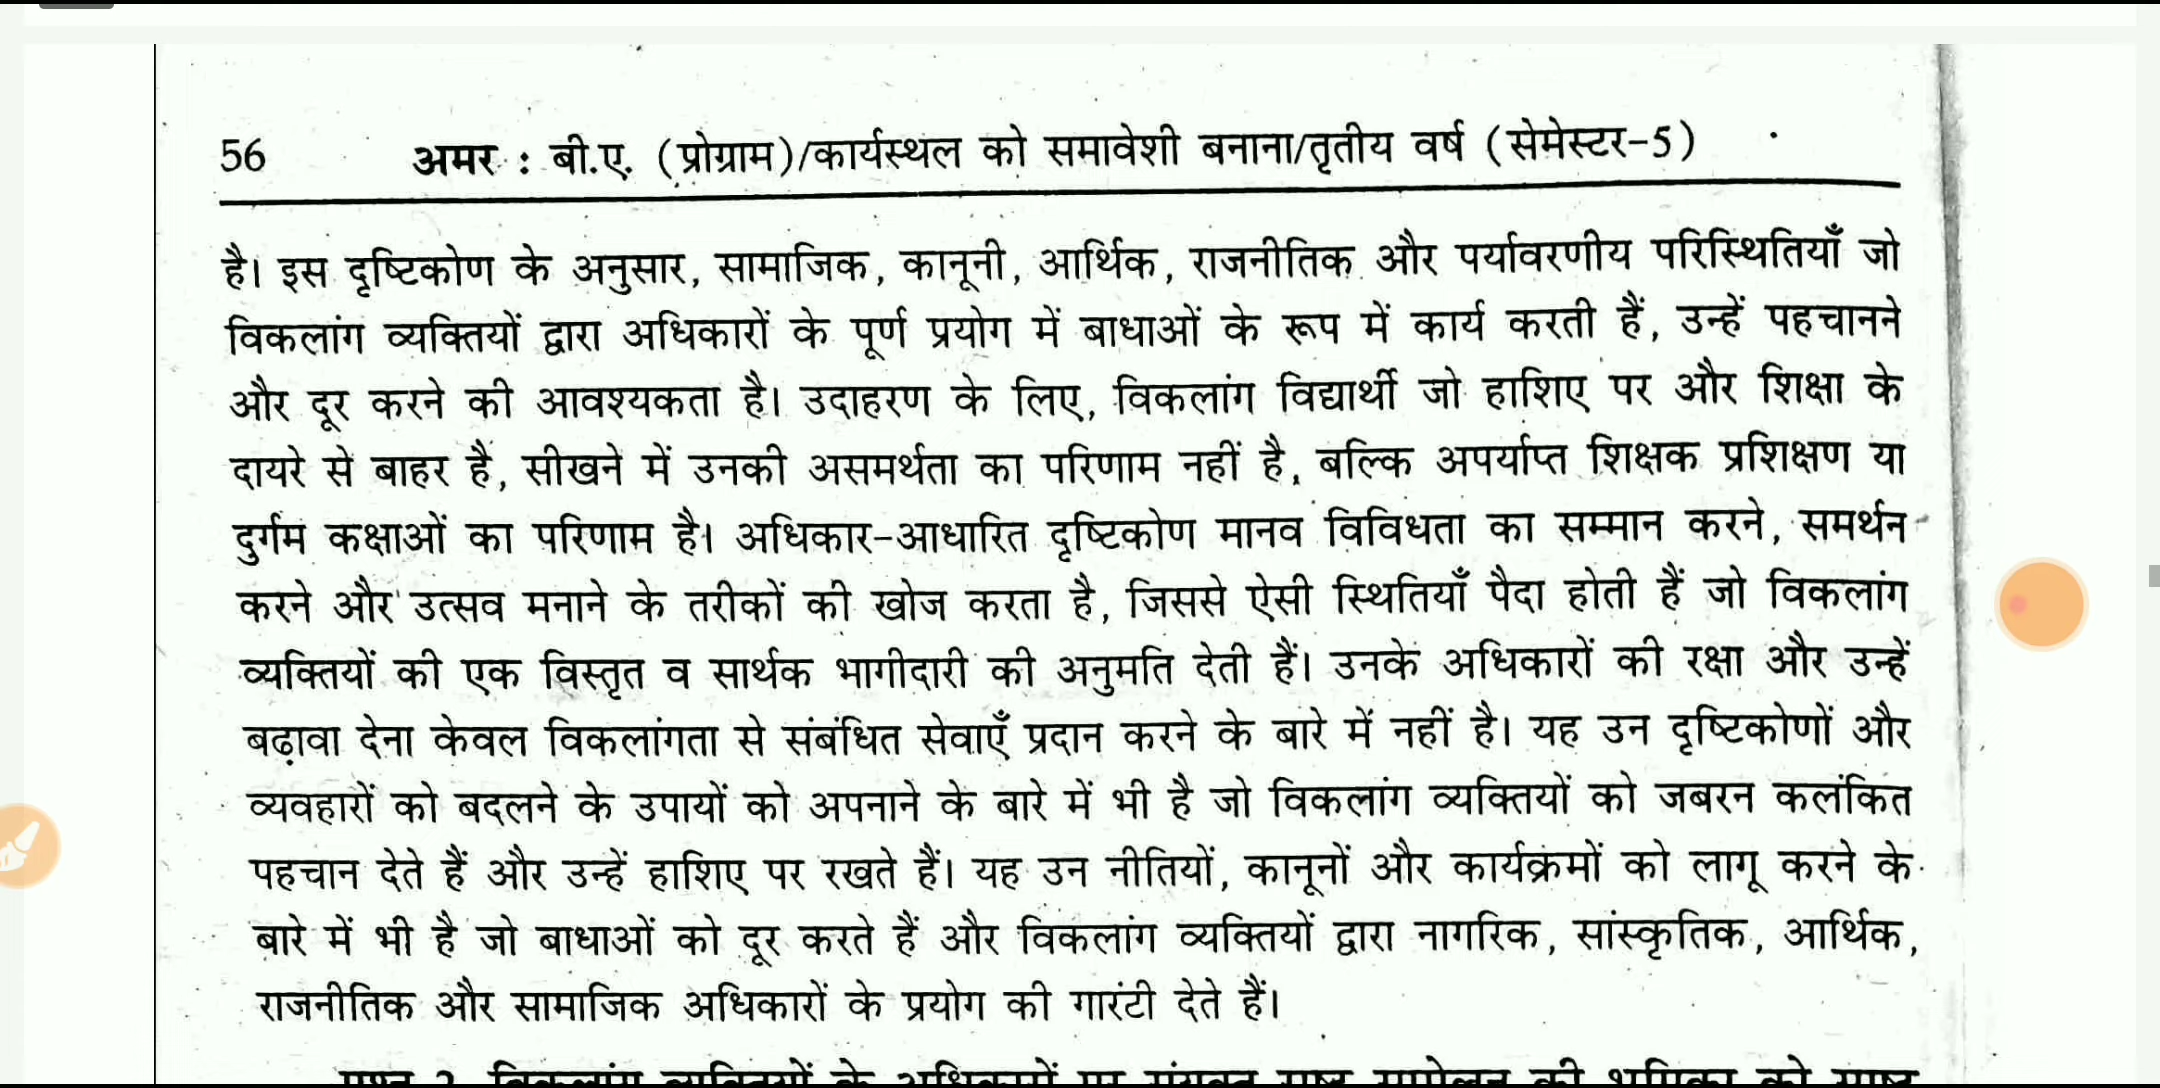 56 अमर : बी.ए. (प्रोग्राम)/कार्यस्थल को समावेशी बनाना/तृतीय वर्ष (सेमेस्टर-5)
है। इस दृष्टिकोण के अनुसार, सामाजिक, कानूनी, आर्थिक, राजनीतिक और पर्यावरणीय परिस्थितियाँ जो
विकलांग व्यक्तियों द्वारा अधिकारों के पूर्ण प्रयोग में बाधाओं के रूप में कार्य करती हैं, उन्हें पहचानने
और दूर करने की आवश्यकता है। उदाहरण के लिए, विकलांग विद्यार्थी जो हाशिए पर और शिक्षा के
दायरे से बाहर है, सीखने में उनकी असमर्थता का परिणाम नहीं है, बल्कि अपर्याप्त शिक्षक प्रशिक्षण या
दुर्गम कक्षाओं का परिणाम है। अधिकार-आधारित दृष्टिकोण मानव विविधता का सम्मान करने, समर्थन
करने और उत्सव मनाने के तरीकों की खोज करता है, जिससे ऐसी स्थितियाँ पैदा होती हैं जो विकलांग
व्यक्तियों की एक विस्तृत व सार्थक भागीदारी की अनुमति देती हैं। उनके अधिकारों की रक्षा और उन्हें
बढ़ावा देना केवल विकलांगता से संबंधित सेवाएँ प्रदान करने के बारे में नहीं है। यह उन दृष्टिकोणों और
व्यवहारों को बदलने के उपायों को अपनाने के बारे में भी है जो विकलांग व्यक्तियों को जबरन कलंकित
पहचान देते हैं और उन्हें हाशिए पर रखते हैं। यह उन नीतियों, कानूनों और कार्यक्रमों को लागू करने के
बारे में भी है जो बाधाओं को दूर करते हैं और विकलांग व्यक्तियों द्वारा नागरिक, सांस्कृतिक, आर्थिक,
राजनीतिक और सामाजिक अधिकारों के प्रयोग की गारंटी देते हैं।